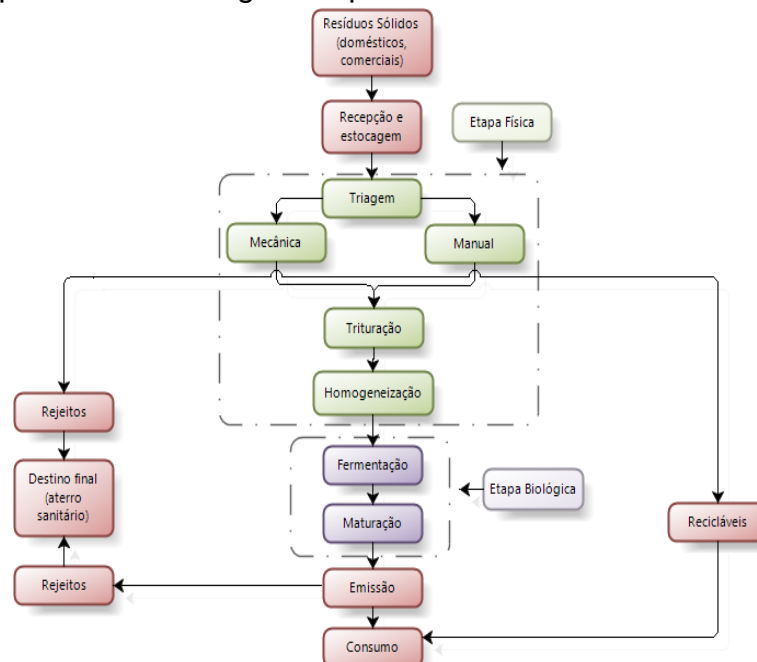 Resíduos Sólidos
(domésticos,
comerciais)
Recepção e
estocagem
Etapa Física
Triagem
Mecânica
Manual
Trituração
Homogeneização
Rejeitos
Fermentação
Destino final
(aterro
sanitário)
Etapa Biológica
Maturação
Recicláveis
Rejeitos
Emissão
Consumo